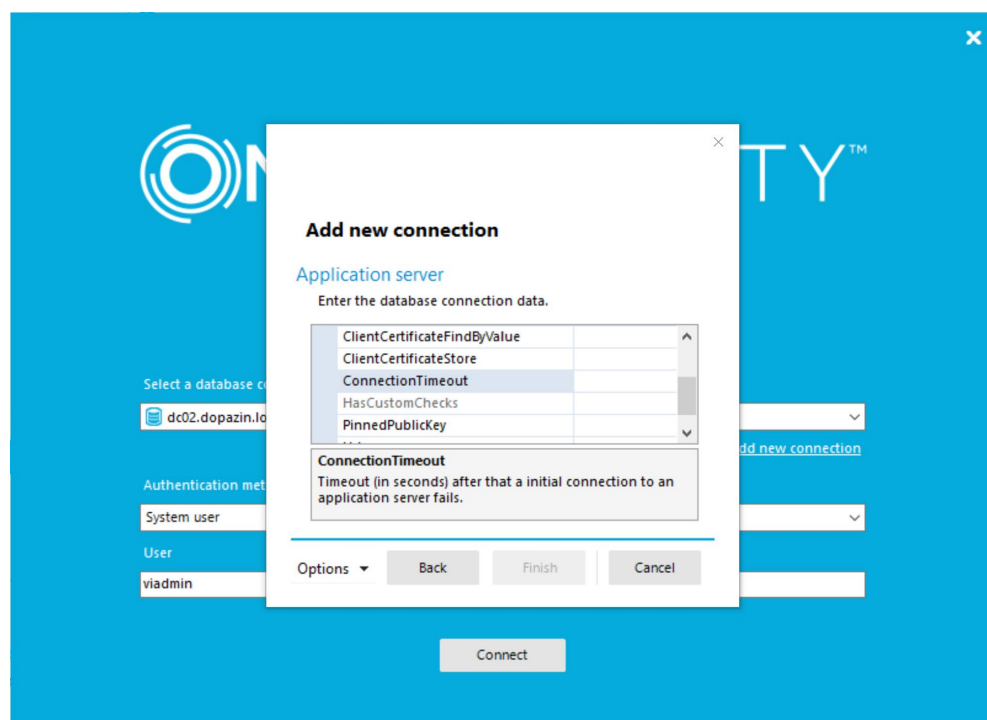 TY™
Add new connection
Application server
Enter the database connection data.
ClientCertificateFindByValue
ClientCertificateStore
ConnectionTimeout
HasCustomChecks
PinnedPublicKey
ConnectionTimeout
Timeout (in seconds) after that a initial connection to an
application server fails.
Options
Back
Finish
Cancel
Select a database
dc02.dopazin.lo
dd new connection
Authentication met
System user
User
viadmin
Connect